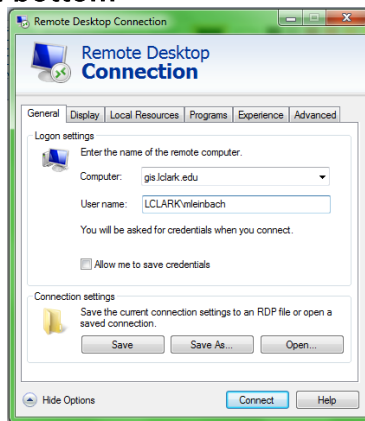 Remote Desktop Connection
Remote Desktop
Connection
General Display Local Resources Programs Experience Advanced
Logon settings
Enter the name of the remote computer.
Computer: gis.lclark.edu
User name: LCLARK\mleinbach
You will be asked for credentials when you connect.
Allow me to save credentials
Connection settings
Save the current connection settings to an RDP file or open a
saved connection.
Save Save As... Open...
Hide Options Connect Help